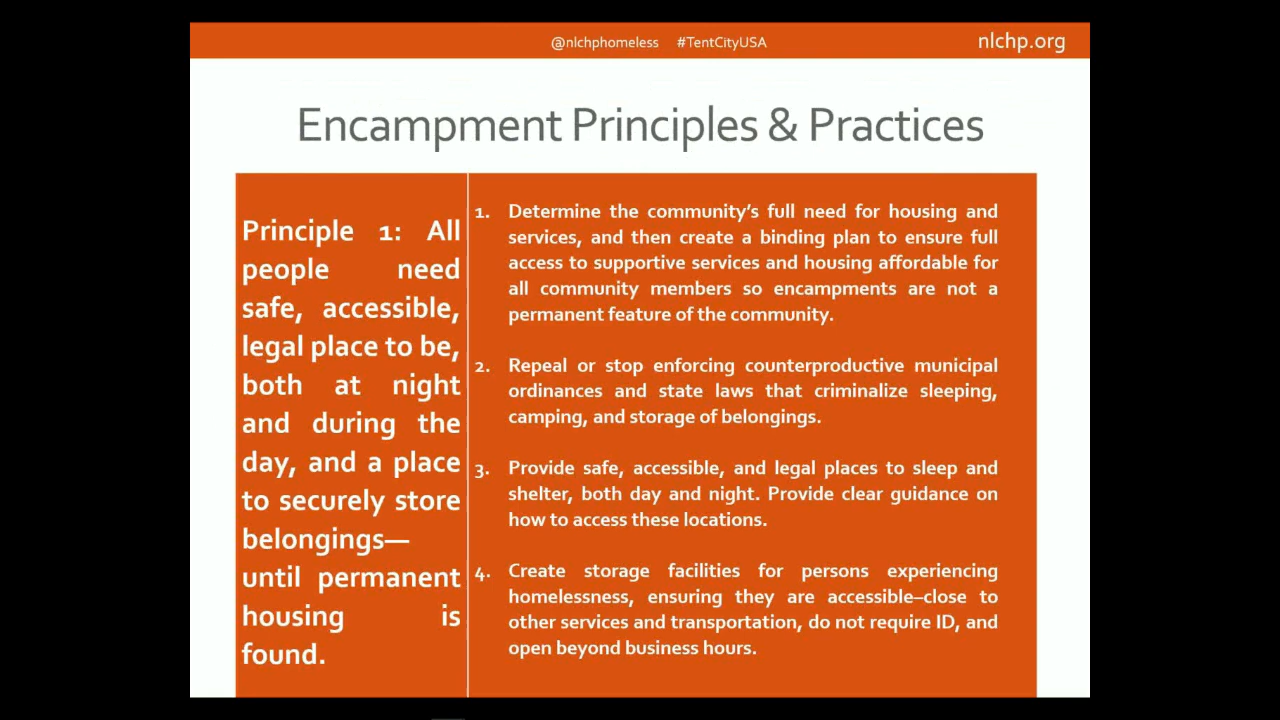 @nlchphomeless #TentCityUSA nlchp.org
Encampment Principles & Practices
Principle 1: All
people need
safe, accessible,
legal place to be,
both at night
and during the
day, and a place
to securely store
belongings—
until permanent
housing is
found.
1. Determine the community's full need for housing and
services, and then create a binding plan to ensure full
access to supportive services and housing affordable for
all community members so encampments are not a
permanent feature of the community.
2. Repeal or stop enforcing counterproductive municipal
ordinances and state laws that criminalize sleeping,
camping, and storage of belongings.
3. Provide safe, accessible, and legal places to sleep and
shelter, both day and night. Provide clear guidance on
how to access these locations.
4. Create storage facilities for persons experiencing
homelessness, ensuring they are accessible–close to
other services and transportation, do not require ID, and
open beyond business hours.